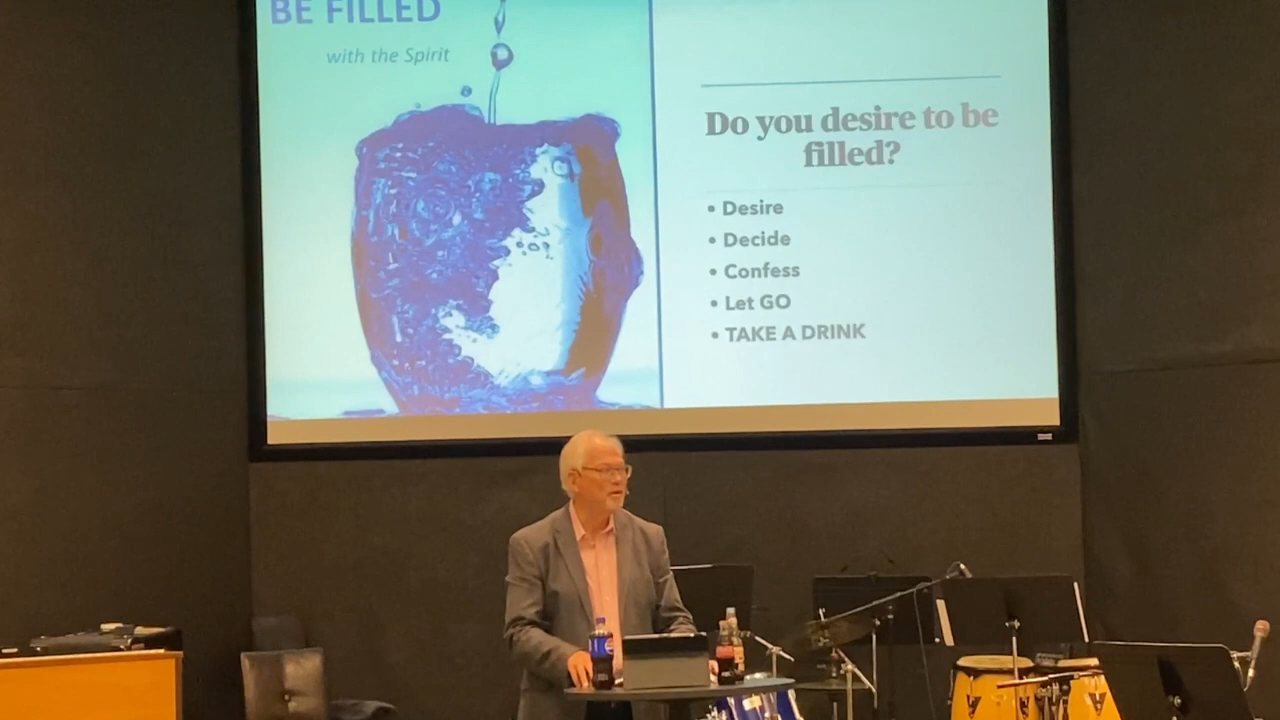 BE FILLED
with the Spirit
Do you desire to be
filled?
• Desire
• Decide
• Confess
• Let GO
• TAKE A DRINK